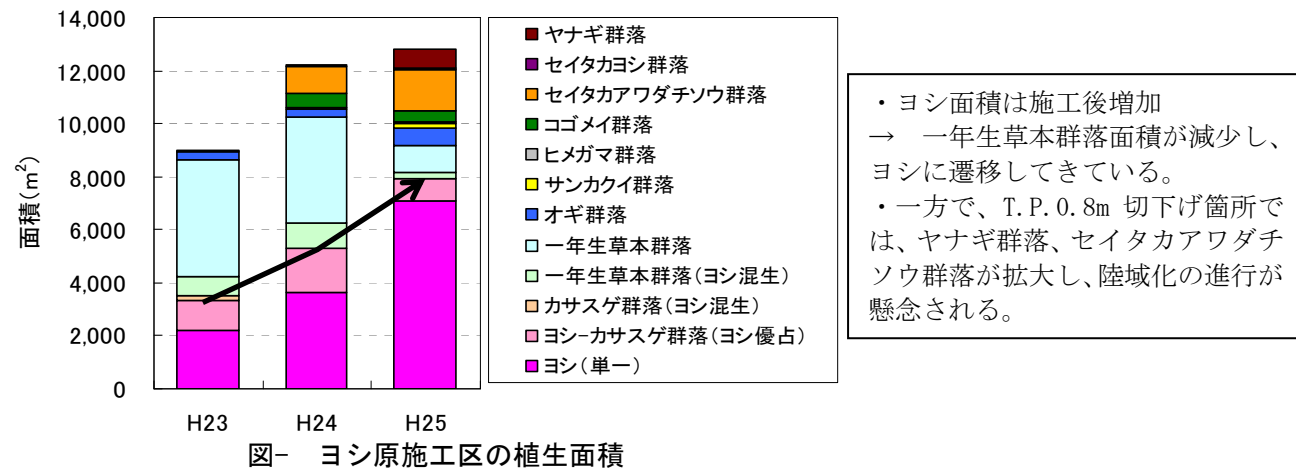 14,000
12,000
10,000
8,000
6,000
4,000
2,000
0
面積(m²)
H23
H24
H25
ヤナギ群落
セイタカヨシ群落
セイタカアワダチソウ群落
コゴメイ群落
ヒメガマ群落
サンカクイ群落
オギ群落
一年生草本群落
一年生草本群落(ヨシ混生)
カサスゲ群落(ヨシ混生)
ヨシ-カサスゲ群落(ヨシ優占)
ヨシ(単一)
・ヨシ面積は施工後増加
→ 一年生草本群落面積が減少し、
ヨシに遷移してきている。
・一方で、T.P.0.8m 切下げ箇所で
は、ヤナギ群落、セイタカアワダチ
ソウ群落が拡大し、陸域化の進行が
懸念される。
図- ヨシ原施工区の植生面積